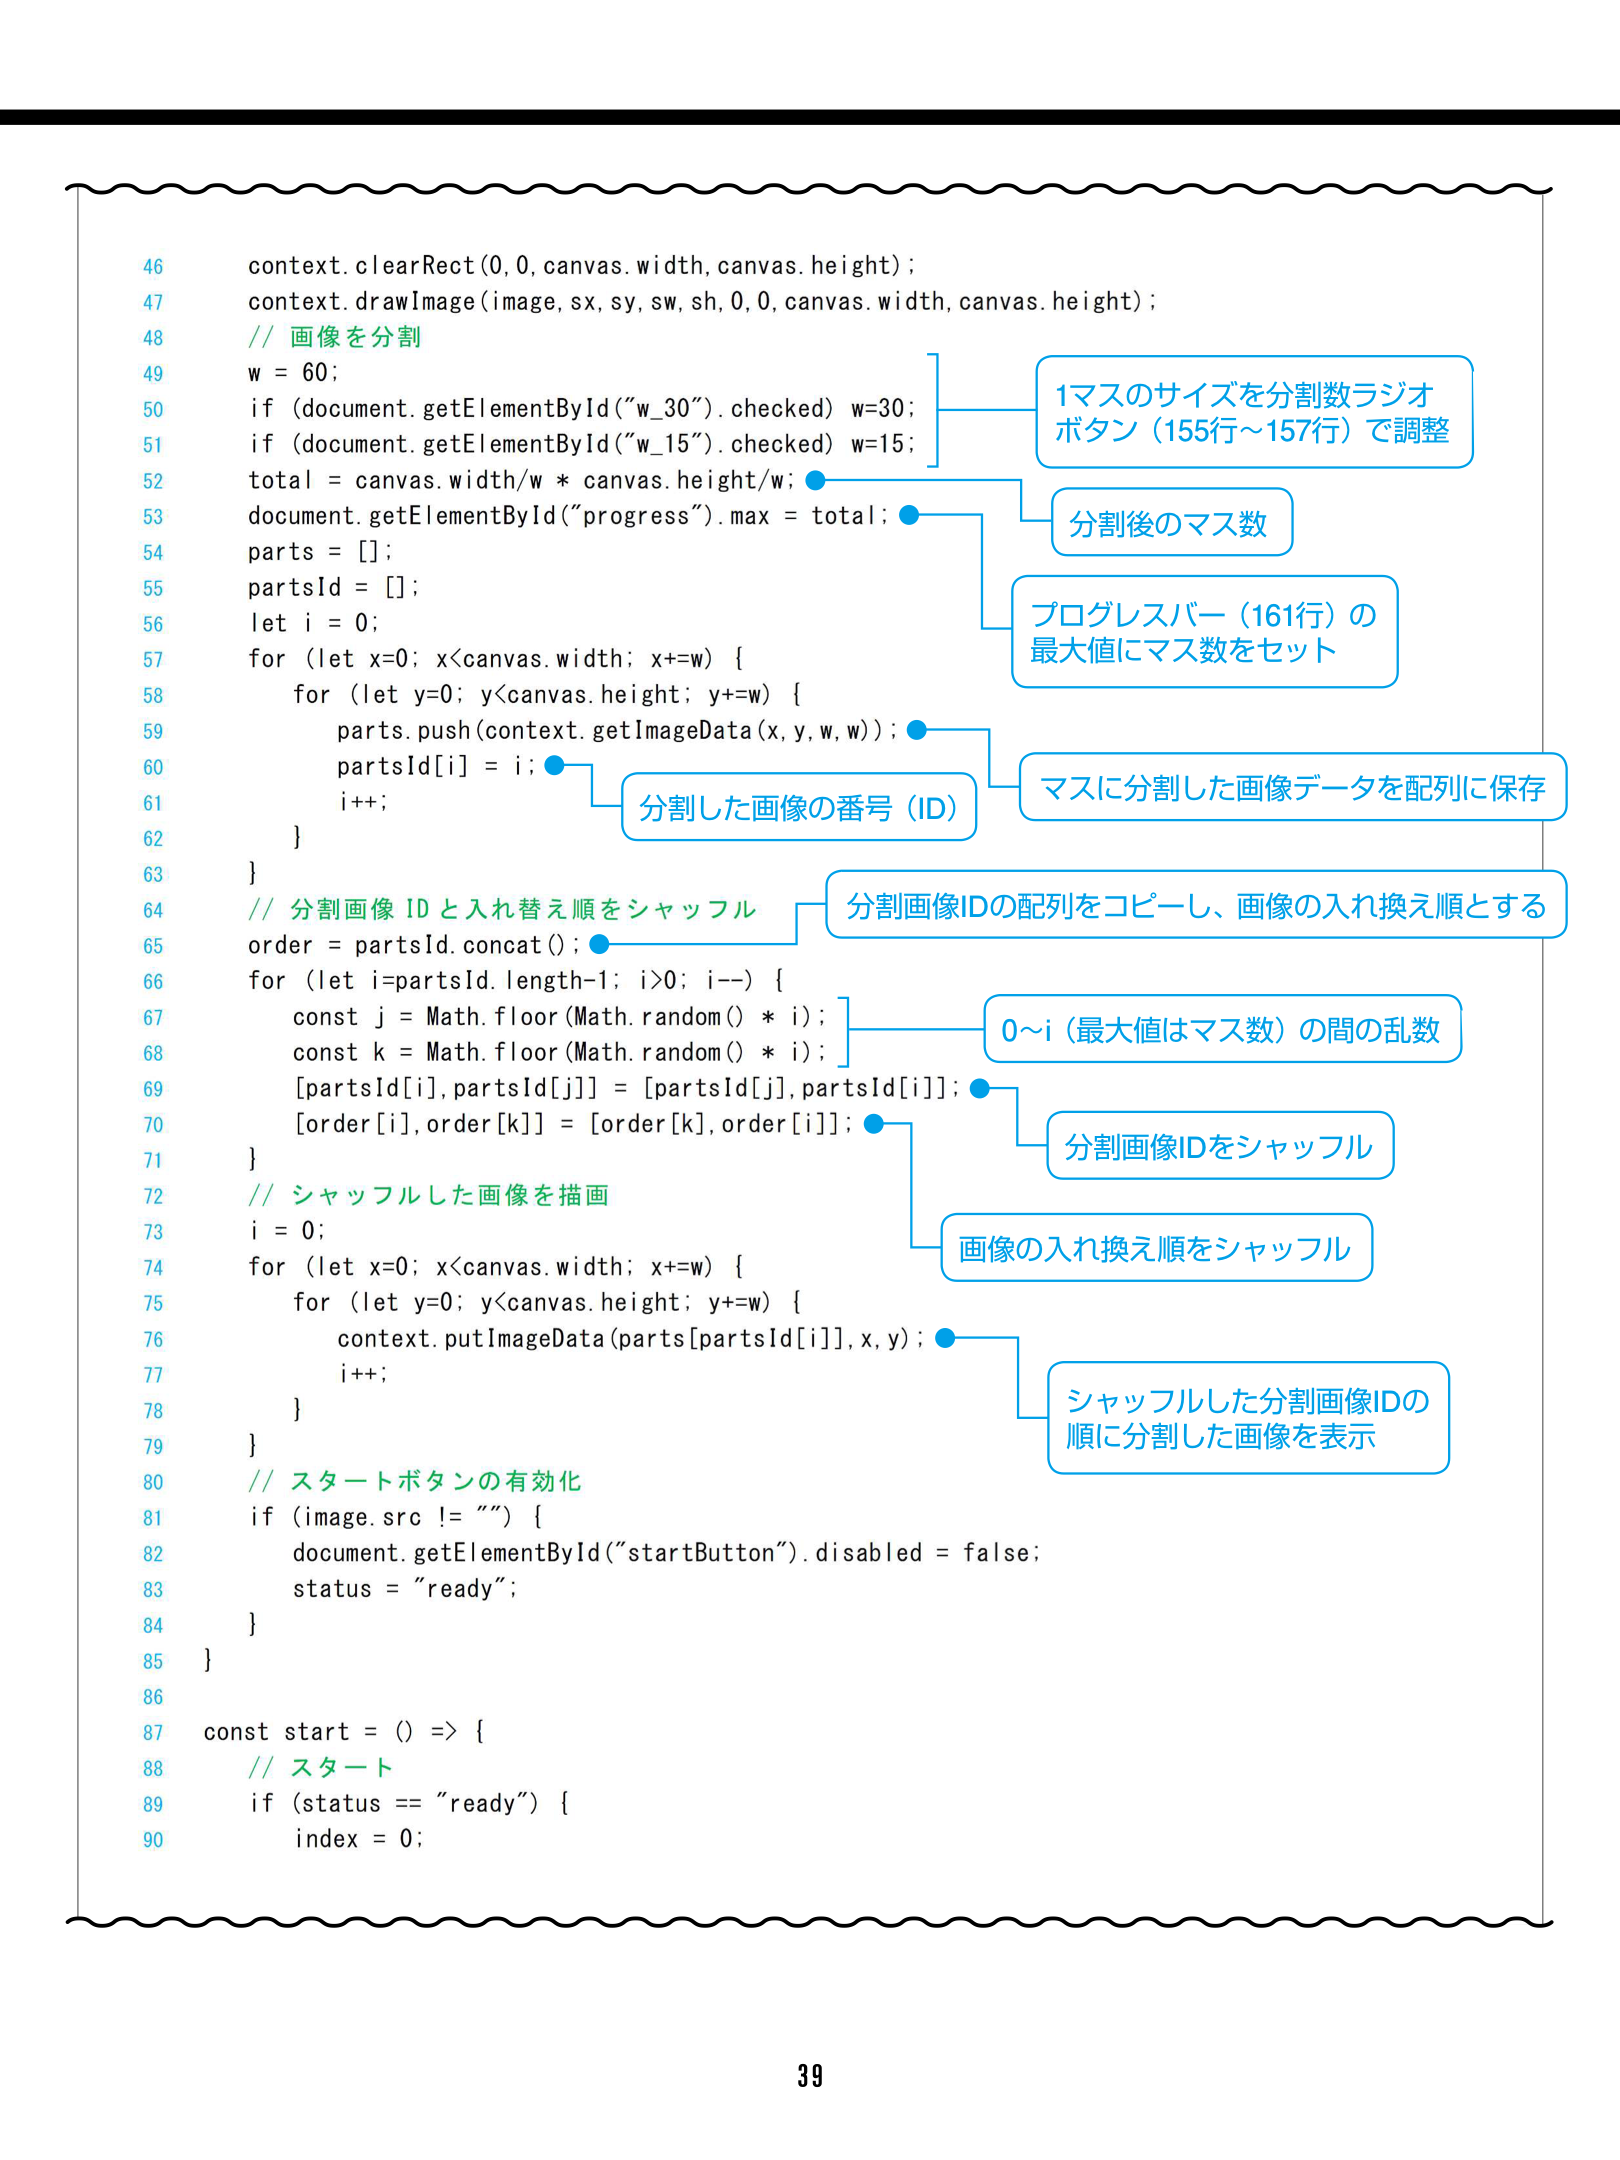 46 context.clearRect(0,0,canvas.width,canvas.height);
47 context.drawImage(image,sx,sy,sw,sh,0,0,canvas.width,canvas.height);
48 // 画像を分割
49 w = 60;
50 if (document.getElementById("w_30").checked) w=30;
51 if (document.getElementById("w_15").checked) w=15;
1マスのサイズを分割数ラジオ
ボタン（155行～157行）で調整
52 total = canvas.width/w * canvas.height/w;
分割後のマス数
53 document.getElementById("progress").max = total;
プログレスバー（161行）の
最大値にマス数をセット
54 parts = [];
55 partsId = [];
56 let i = 0;
57 for (let x=0; x<canvas.width; x+=w) {
58 for (let y=0; y<canvas.height; y+=w) {
59 parts.push(context.getImageData(x,y,w,w));
マスに分割した画像データを配列に保存
60 partsId[i] = i;
分割した画像の番号（ID）
61 i++;
62 }
63 }
64 // 分割画像 ID と入れ替え順をシャッフル
65 order = partsId.concat();
分割画像IDの配列をコピーし、画像の入れ換え順とする
66 for (let i=partsId.length-1; i>0; i--) {
67 const j = Math.floor(Math.random() * i);
68 const k = Math.floor(Math.random() * i);
0～i（最大値はマス数）の間の乱数
69 [partsId[i],partsId[j]] = [partsId[j],partsId[i]];
分割画像IDをシャッフル
70 [order[i],order[k]] = [order[k],order[i]];
画像の入れ換え順をシャッフル
71 }
72 // シャッフルした画像を描画
73 i = 0;
74 for (let x=0; x<canvas.width; x+=w) {
75 for (let y=0; y<canvas.height; y+=w) {
76 context.putImageData(parts[partsId[i]],x,y);
シャッフルした分割画像IDの
順に分割した画像を表示
77 i++;
78 }
79 }
80 // スタートボタンの有効化
81 if (image.src != "") {
82 document.getElementById("startButton").disabled = false;
83 status = "ready";
84 }
85 }
86
87 const start = () => {
88 // スタート
89 if (status == "ready") {
90 index = 0;
39